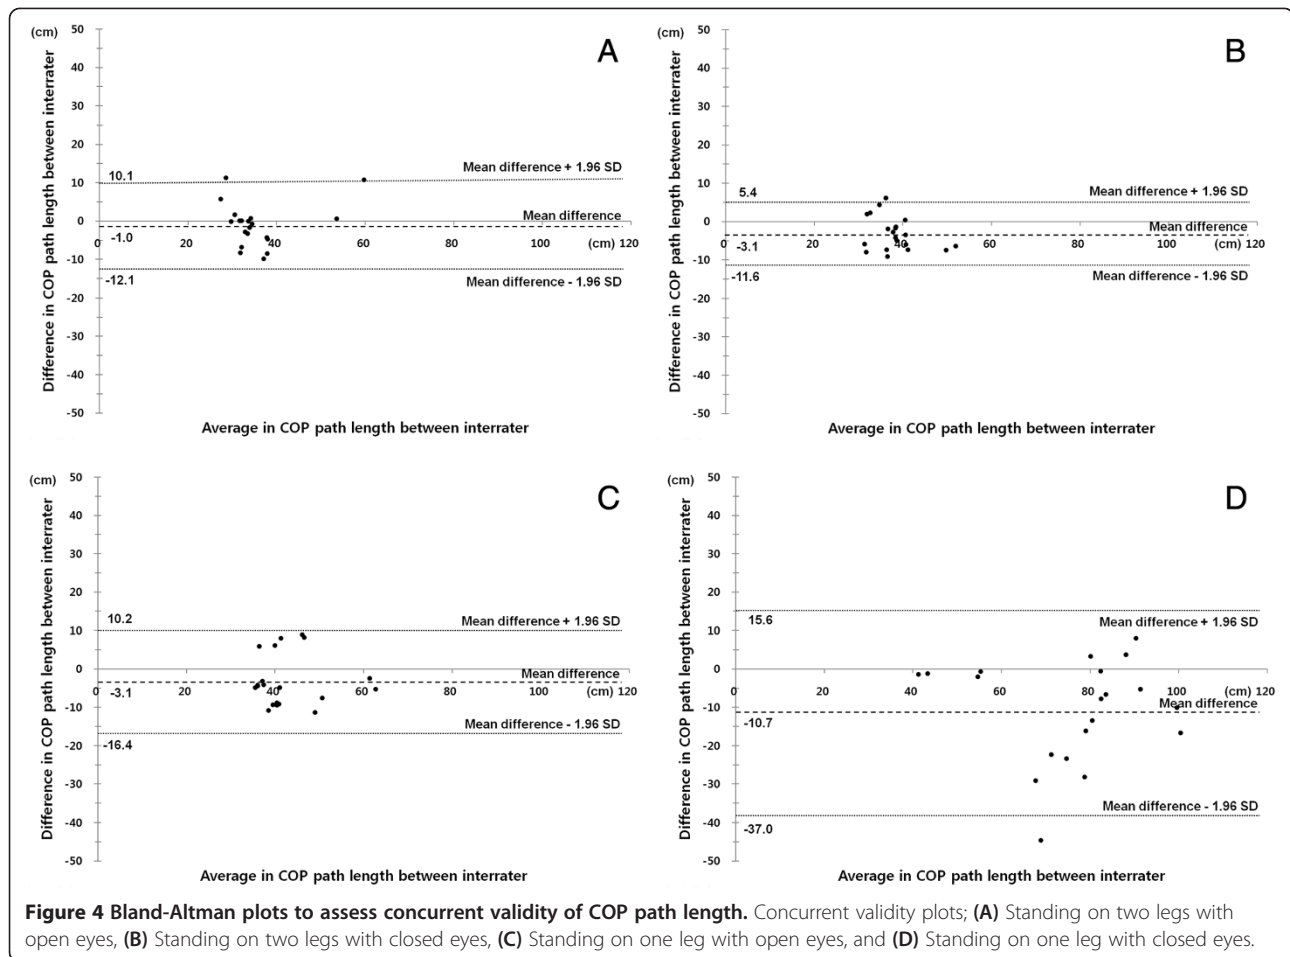 (cm)
50
40
30
20
10
0
-10
-20
-30
-40
-50
Difference in COP path length between interrater
A
10.1
Mean difference + 1.96 SD
Mean difference
-1.0
0 20 40 60 80 100 (cm) 120
-12.1
Mean difference - 1.96 SD
Average in COP path length between interrater
(cm)
50
40
30
20
10
0
-10
-20
-30
-40
-50
Difference in COP path length between interrater
B
5.4
Mean difference + 1.96 SD
Mean difference
-3.1
0 20 40 60 80 100 (cm) 120
-11.6
Mean difference - 1.96 SD
Average in COP path length between interrater
(cm)
50
40
30
20
10
0
-10
-20
-30
-40
-50
Difference in COP path length between interrater
C
10.2
Mean difference + 1.96 SD
Mean difference
-3.1
0 20 40 60 80 100 (cm) 120
-16.4
Mean difference - 1.96 SD
Average in COP path length between interrater
(cm)
50
40
30
20
10
0
-10
-20
-30
-40
-50
Difference in COP path length between interrater
D
15.6
Mean difference + 1.96 SD
0 20 40 60 80 100 (cm) 120
Mean difference
-10.7
Mean difference - 1.96 SD
-37.0
Average in COP path length between interrater
Figure 4 Bland-Altman plots to assess concurrent validity of COP path length. Concurrent validity plots; (A) Standing on two legs with
open eyes, (B) Standing on two legs with closed eyes, (C) Standing on one leg with open eyes, and (D) Standing on one leg with closed eyes.